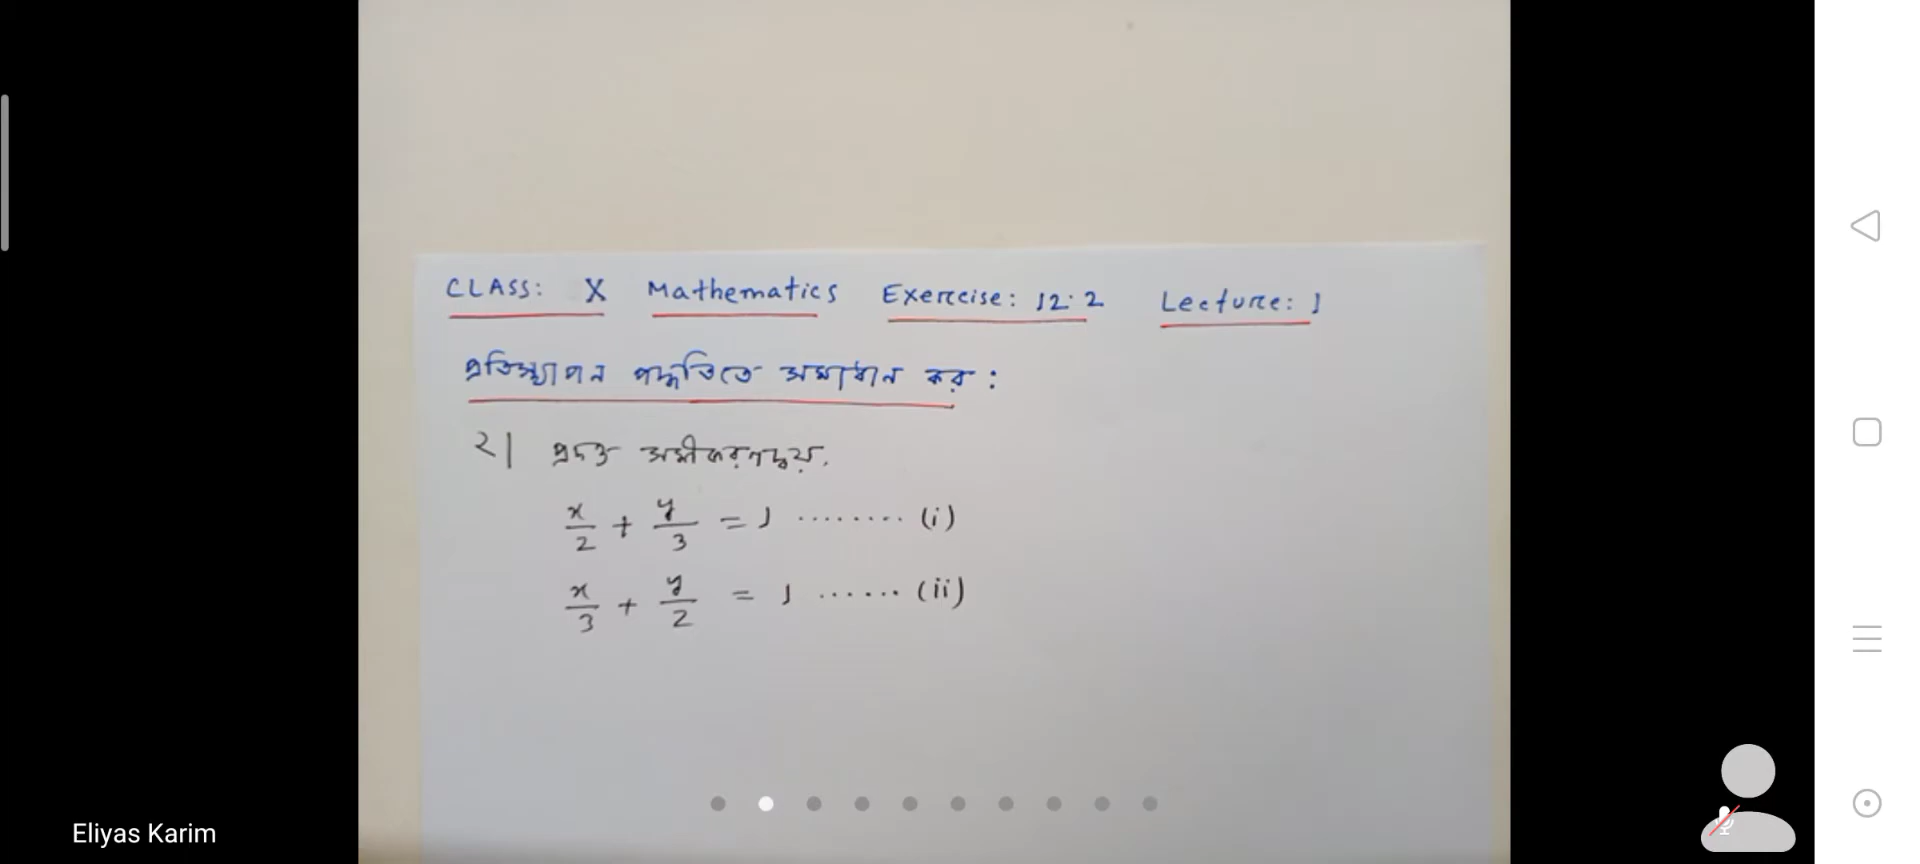 CLASS: X Mathematics Exercise: 12.2 Lecture: 1
প্রতিস্থাপন পদ্ধতিতে সমাধান কর:
২| প্রদত্ত সমীকরণদ্বয়,
x/2 + y/3 = 1 ········ (i)
x/3 + y/2 = 1 ······ (ii)
Eliyas Karim